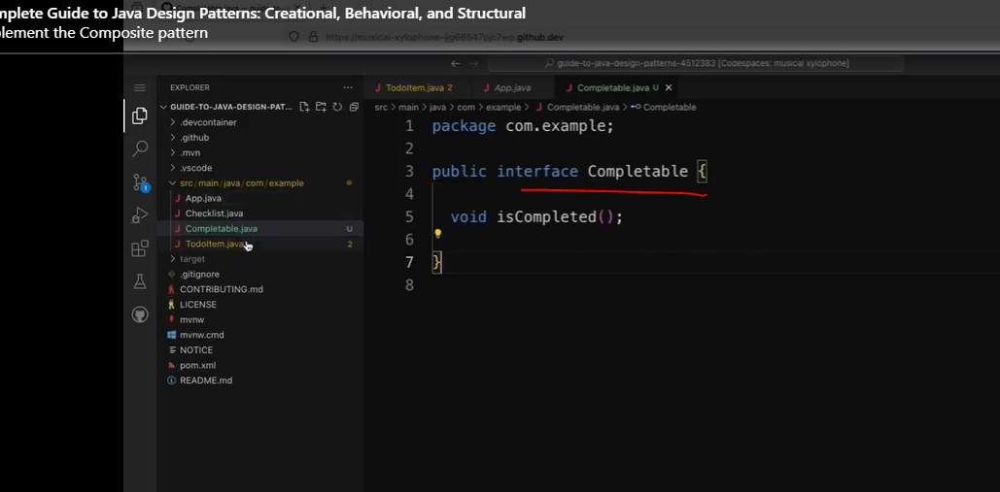 mplete Guide to Java Design Patterns: Creational, Behavioral, and Structural
plement the Composite pattern
https://musical-xylophone-jjg66547pjc7wp.github.dev
guide-to-java-design-patterns-4512383 [Codespaces: musical xylophone]
EXPLORER ...
GUIDE-TO-JAVA-DESIGN-PAT...
.devcontainer
.github
.mvn
.vscode
src / main / java / com / example
J App.java
J Checklist.java
J Completable.java U
J TodoItem.java 2
target
.gitignore
CONTRIBUTING.md
LICENSE
mvnw
mvnw.cmd
NOTICE
pom.xml
README.md
1
J TodoItem.java 2 J App.java J Completable.java U ×
src > main > java > com > example > J Completable.java > Completable
1 package com.example;
2
3 public interface Completable {
4
5 void isCompleted();
6
7 }
8